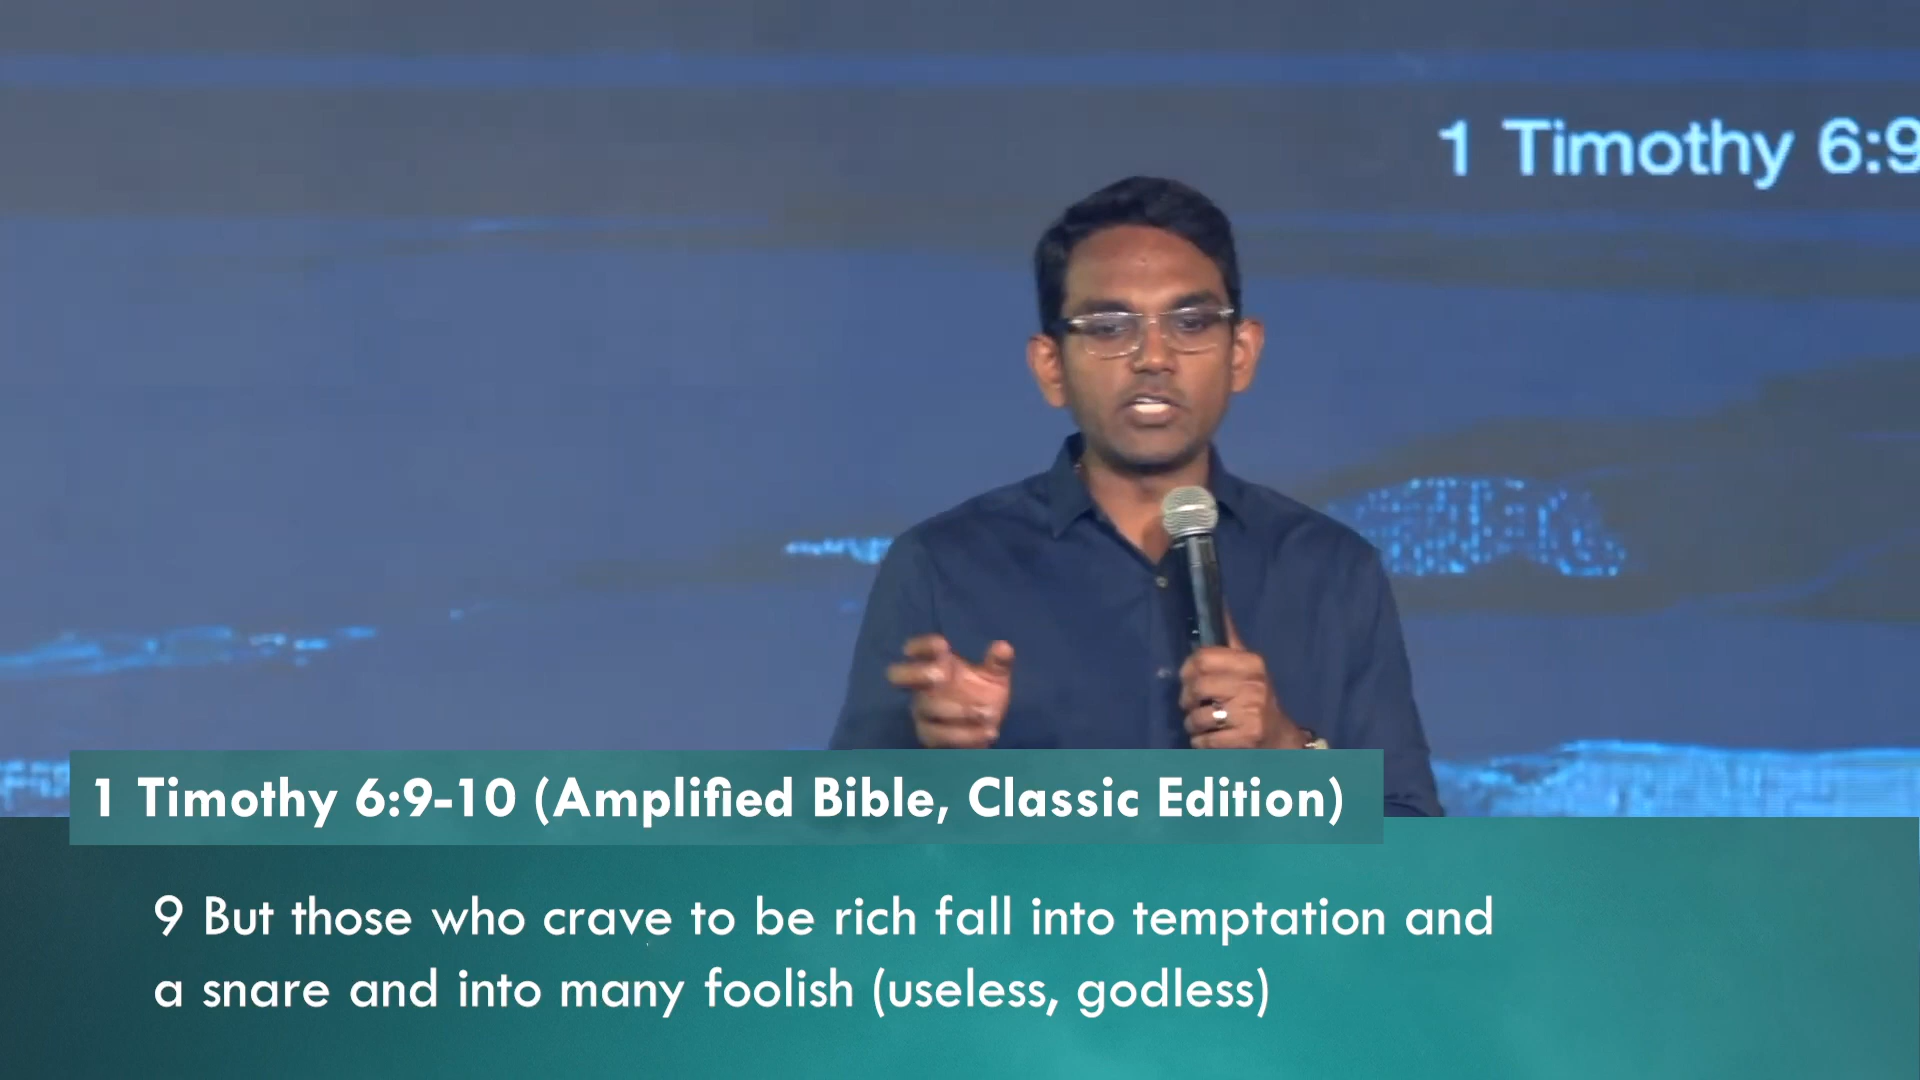 1 Timothy 6:9
1 Timothy 6:9-10 (Amplified Bible, Classic Edition)
9 But those who crave to be rich fall into temptation and
a snare and into many foolish (useless, godless)